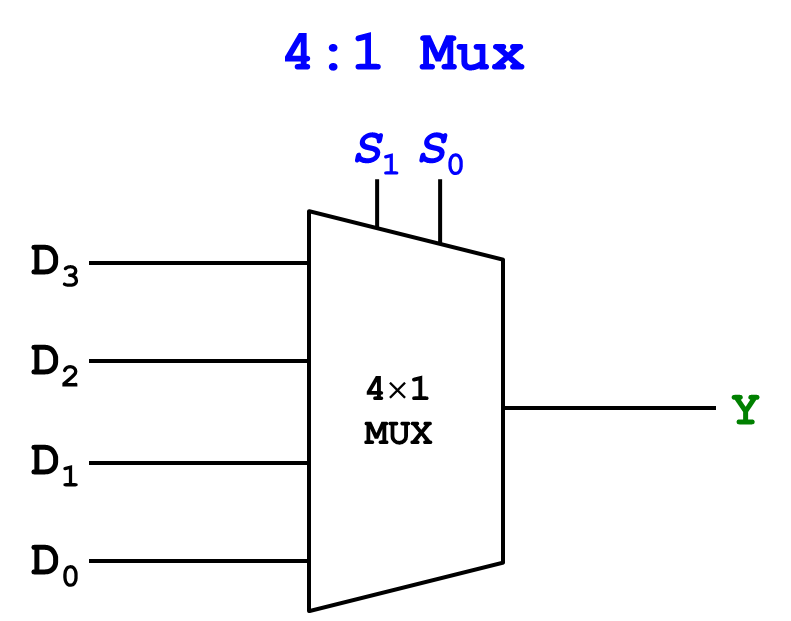 4:1 Mux
S₁ S₀
D₃
D₂
4×1
MUX
Y
D₁
D₀